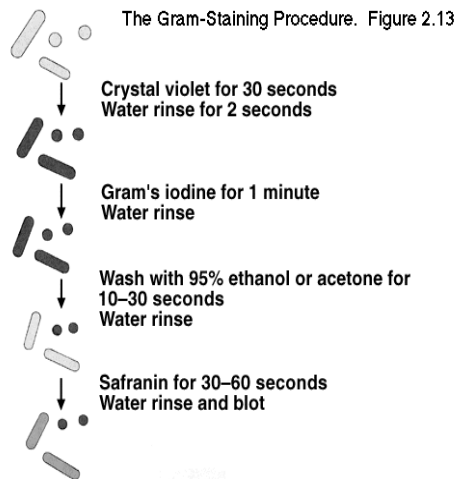 The Gram-Staining Procedure. Figure 2.13
Crystal violet for 30 seconds
Water rinse for 2 seconds
Gram's iodine for 1 minute
Water rinse
Wash with 95% ethanol or acetone for
10–30 seconds
Water rinse
Safranin for 30–60 seconds
Water rinse and blot